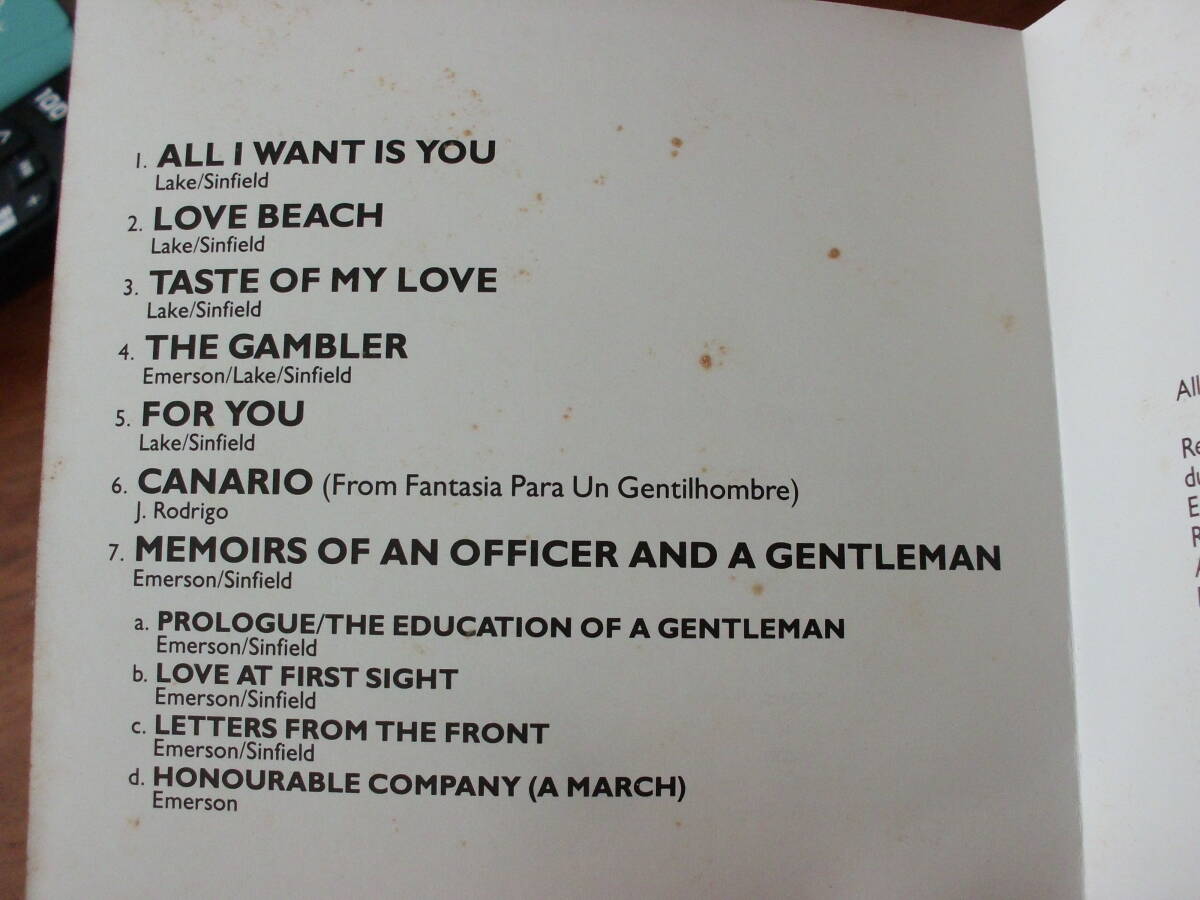 1. ALL I WANT IS YOU
Lake/Sinfield
2. LOVE BEACH
Lake/Sinfield
3. TASTE OF MY LOVE
Lake/Sinfield
4. THE GAMBLER
Emerson/Lake/Sinfield
5. FOR YOU
Lake/Sinfield
6. CANARIO (From Fantasia Para Un Gentilhombre)
J. Rodrigo
7. MEMOIRS OF AN OFFICER AND A GENTLEMAN
Emerson/Sinfield
a. PROLOGUE/THE EDUCATION OF A GENTLEMAN
Emerson/Sinfield
b. LOVE AT FIRST SIGHT
Emerson/Sinfield
c. LETTERS FROM THE FRONT
Emerson/Sinfield
d. HONOURABLE COMPANY (A MARCH)
Emerson
100
All